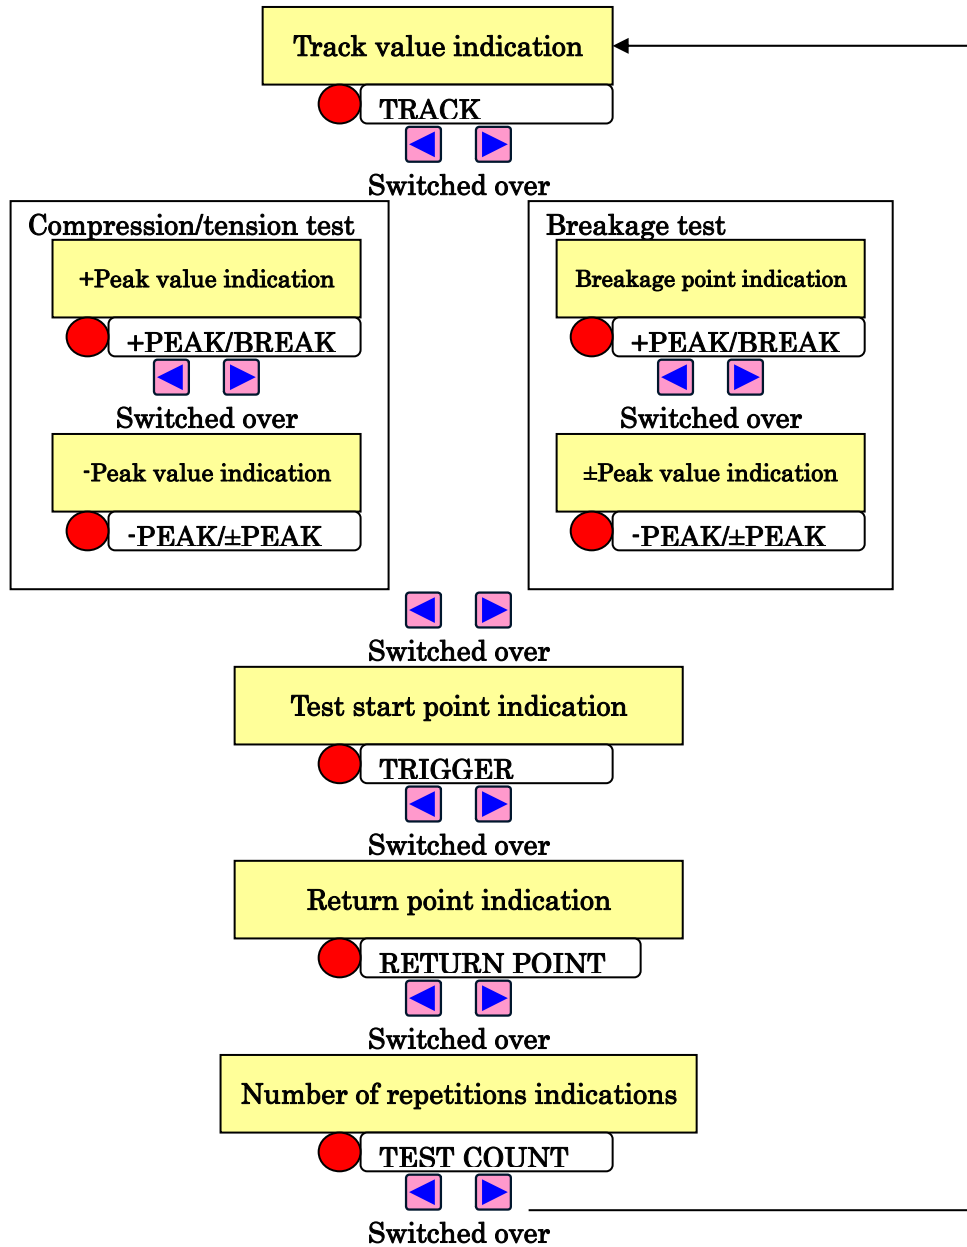 Track value indication
TRACK
Switched over
Compression/tension test
+Peak value indication
+PEAK/BREAK
Switched over
-Peak value indication
-PEAK/±PEAK
Breakage test
Breakage point indication
+PEAK/BREAK
Switched over
±Peak value indication
-PEAK/±PEAK
Switched over
Test start point indication
TRIGGER
Switched over
Return point indication
RETURN POINT
Switched over
Number of repetitions indications
TEST COUNT
Switched over